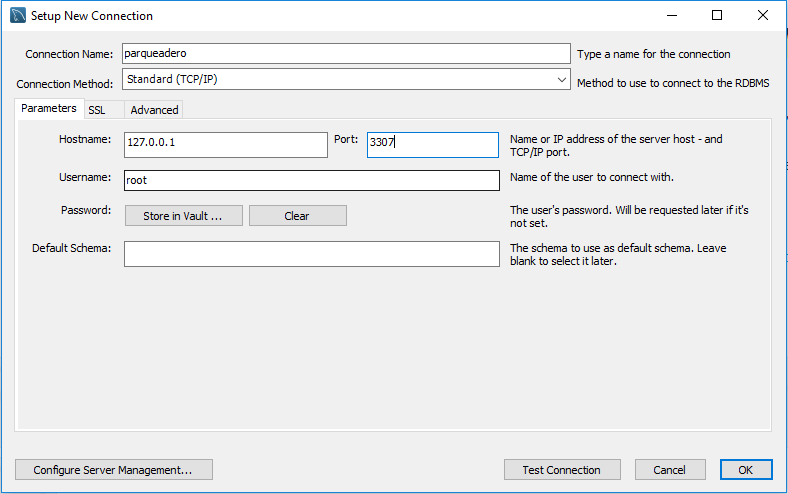 Setup New Connection
Connection Name: parqueadero Type a name for the connection
Connection Method: Standard (TCP/IP) Method to use to connect to the RDBMS
Parameters SSL Advanced
Hostname: 127.0.0.1 Port: 3307 Name or IP address of the server host - and
TCP/IP port.
Username: root Name of the user to connect with.
Password: Store in Vault ... Clear The user's password. Will be requested later if it's
not set.
Default Schema: The schema to use as default schema. Leave
blank to select it later.
Configure Server Management... Test Connection Cancel OK